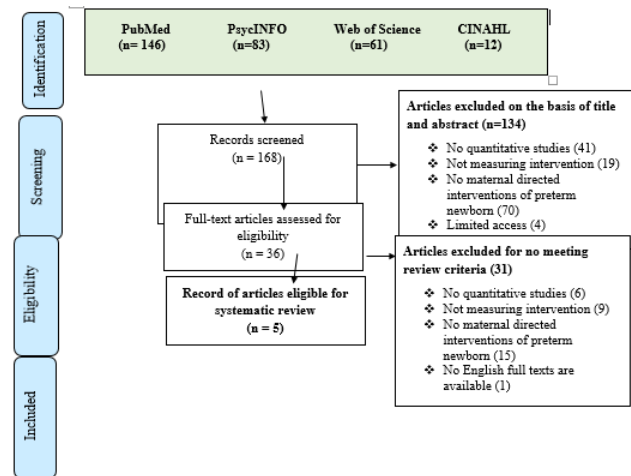 PubMed PsycINFO Web of Science CINAHL
(n= 146) (n=83) (n=61) (n=12)
Identification
Articles excluded on the basis of title
and abstract (n=134)
❖ No quantitative studies (41)
❖ Not measuring intervention (19)
❖ No maternal directed
interventions of preterm
newborn (70)
❖ Limited access (4)
Records screened
(n = 168)
Screening
Full-text articles assessed for
eligibility
(n = 36)
Articles excluded for no meeting
review criteria (31)
❖ No quantitative studies (6)
❖ Not measuring intervention (9)
❖ No maternal directed
interventions of preterm
newborn (15)
❖ No English full texts are
available (1)
Record of articles eligible for
systematic review
(n = 5)
Eligibility
Included